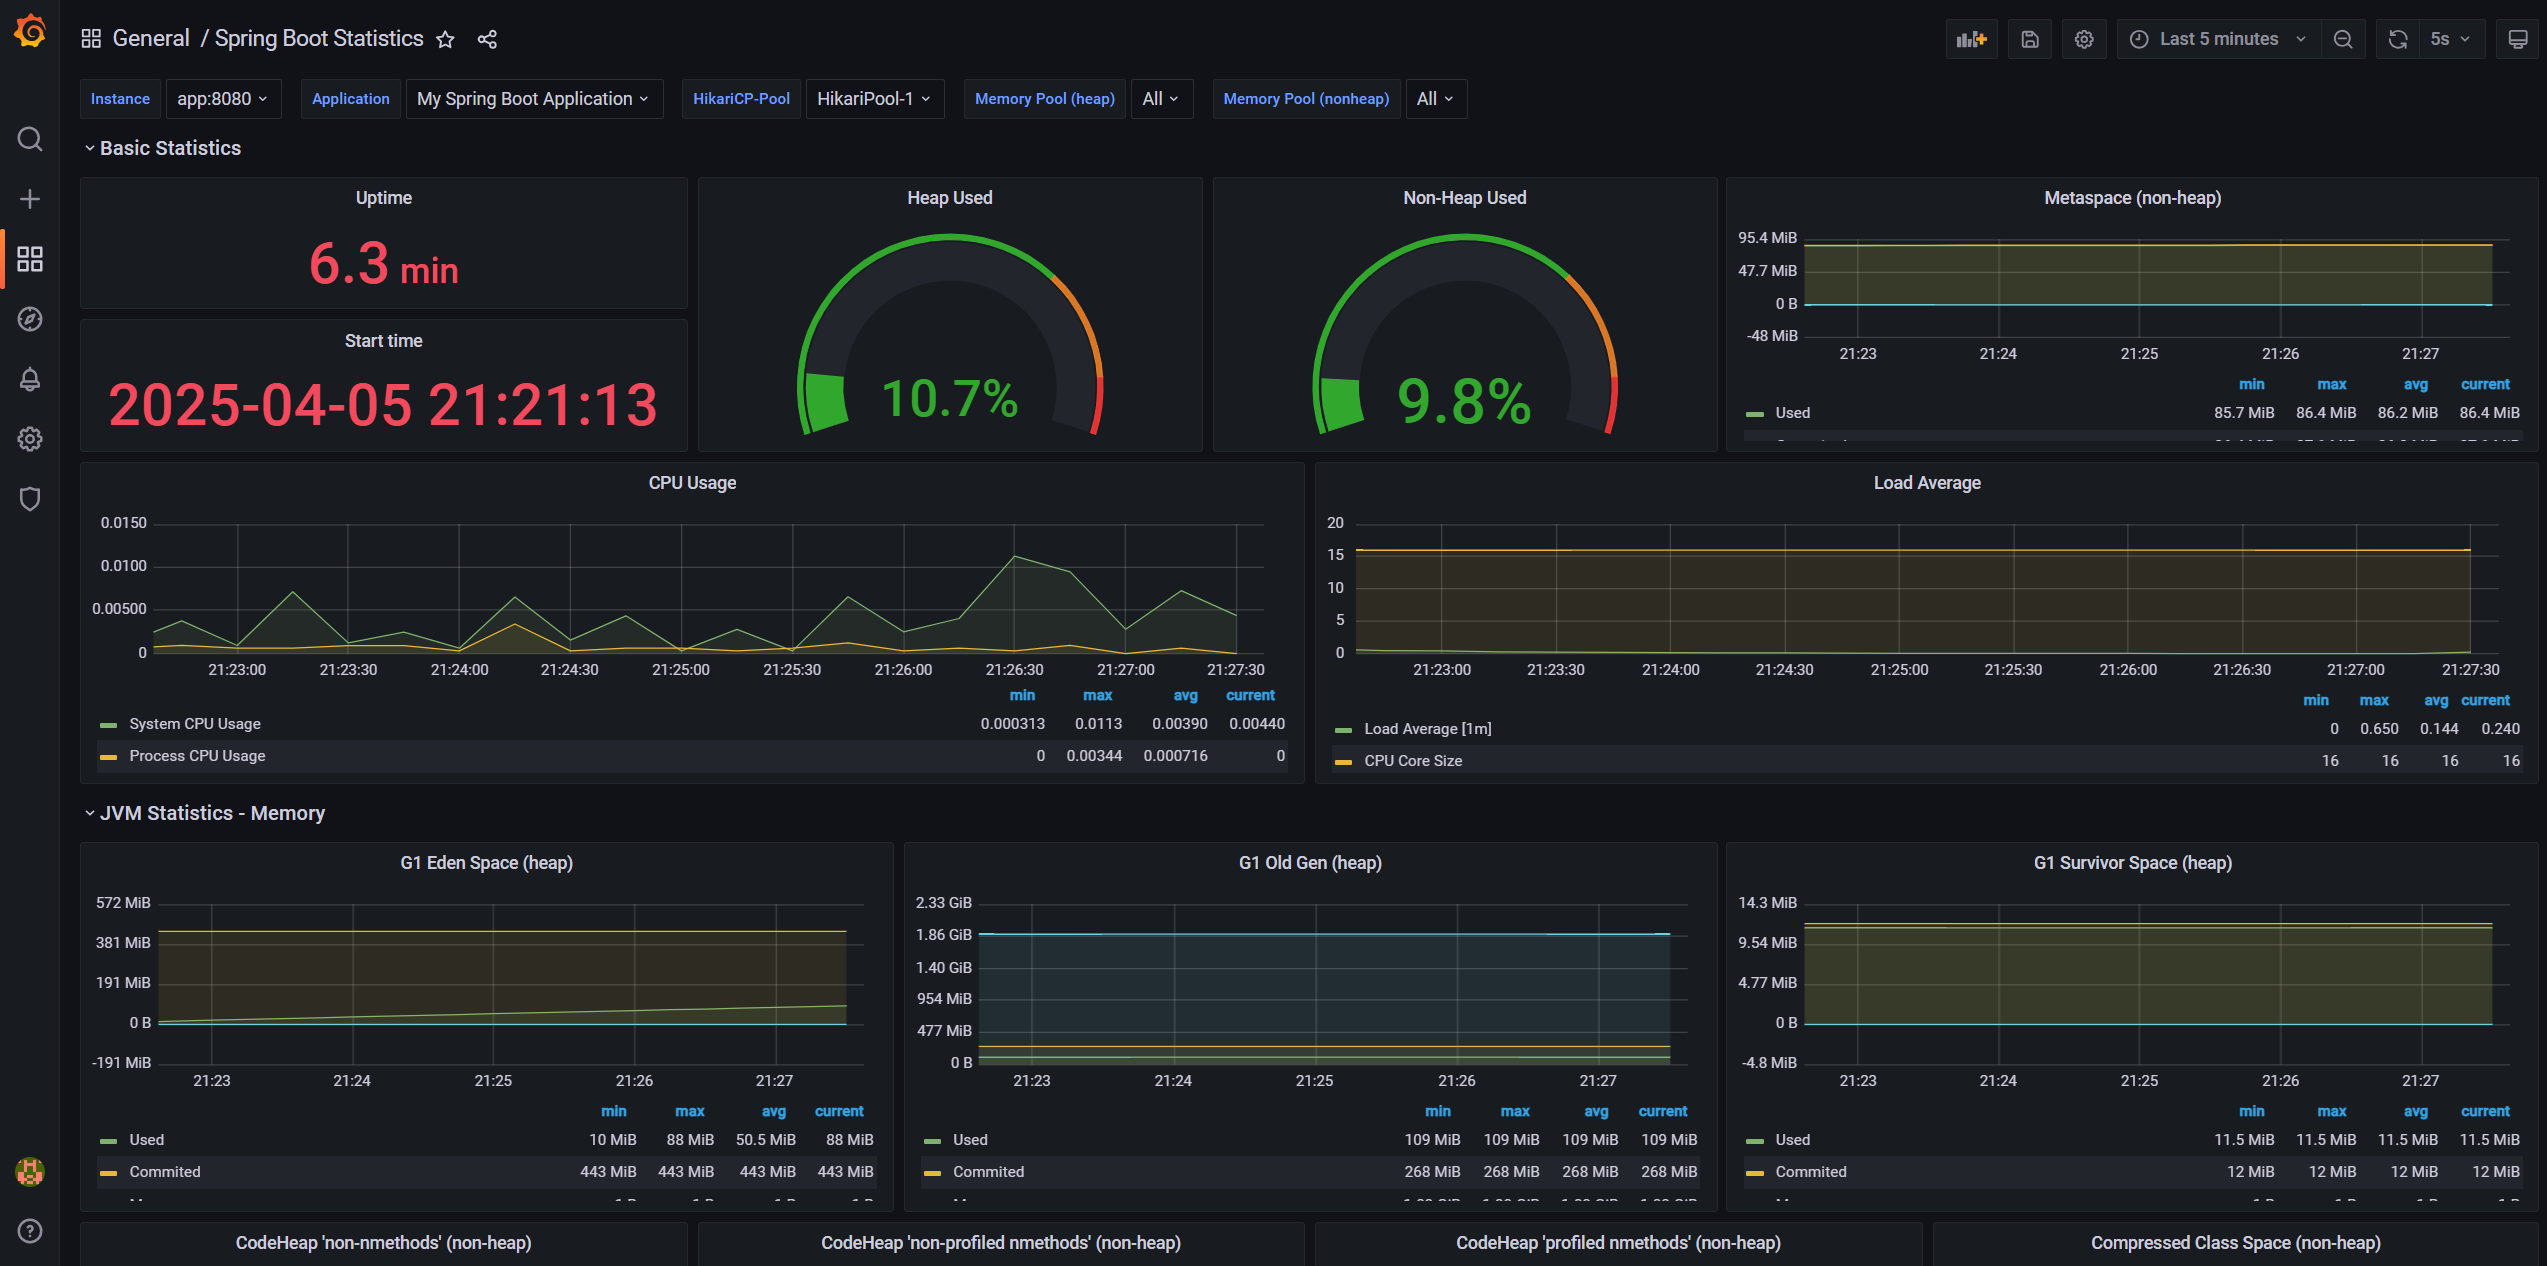 General / Spring Boot Statistics
Last 5 minutes
5s
Instance app:8080 Application My Spring Boot Application HikariCP-Pool HikariPool-1 Memory Pool (heap) All Memory Pool (nonheap) All
Basic Statistics
Uptime
6.3 min
Start time
2025-04-05 21:21:13
Heap Used
10.7%
Non-Heap Used
9.8%
Metaspace (non-heap)
95.4 MiB
47.7 MiB
0 B
-48 MiB
21:23 21:24 21:25 21:26 21:27
min max avg current
Used 85.7 MiB 86.4 MiB 86.2 MiB 86.4 MiB
CPU Usage
0.0150
0.0100
0.00500
0
21:23:00 21:23:30 21:24:00 21:24:30 21:25:00 21:25:30 21:26:00 21:26:30 21:27:00 21:27:30
min max avg current
System CPU Usage 0.000313 0.0113 0.00390 0.00440
Process CPU Usage 0 0.00344 0.000716 0
Load Average
20
15
10
5
0
21:23:00 21:23:30 21:24:00 21:24:30 21:25:00 21:25:30 21:26:00 21:26:30 21:27:00 21:27:30
min max avg current
Load Average [1m] 0 0.650 0.144 0.240
CPU Core Size 16 16 16 16
JVM Statistics - Memory
G1 Eden Space (heap)
572 MiB
381 MiB
191 MiB
0 B
-191 MiB
21:23 21:24 21:25 21:26 21:27
min max avg current
Used 10 MiB 88 MiB 50.5 MiB 88 MiB
Commited 443 MiB 443 MiB 443 MiB 443 MiB
G1 Old Gen (heap)
2.33 GiB
1.86 GiB
1.40 GiB
954 MiB
477 MiB
0 B
21:23 21:24 21:25 21:26 21:27
min max avg current
Used 109 MiB 109 MiB 109 MiB 109 MiB
Commited 268 MiB 268 MiB 268 MiB 268 MiB
G1 Survivor Space (heap)
14.3 MiB
9.54 MiB
4.77 MiB
0 B
-4.8 MiB
21:23 21:24 21:25 21:26 21:27
min max avg current
Used 11.5 MiB 11.5 MiB 11.5 MiB 11.5 MiB
Commited 12 MiB 12 MiB 12 MiB 12 MiB
CodeHeap 'non-nmethods' (non-heap)
CodeHeap 'non-profiled nmethods' (non-heap)
CodeHeap 'profiled nmethods' (non-heap)
Compressed Class Space (non-heap)